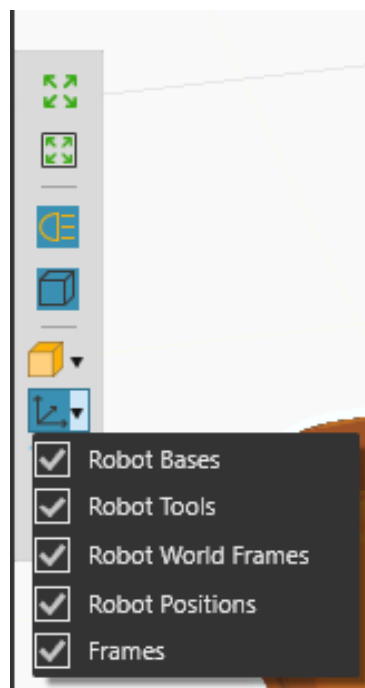 Robot Bases
Robot Tools
Robot World Frames
Robot Positions
Frames